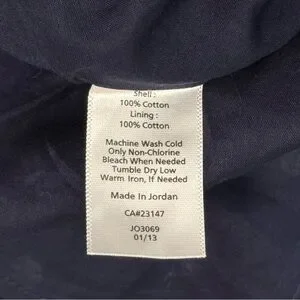 Shell :
100% Cotton
Lining :
100% Cotton
Machine Wash Cold
Only Non-Chlorine
Bleach When Needed
Tumble Dry Low
Warm Iron, If Needed
Made In Jordan
CA#23147
JO3069
01/13